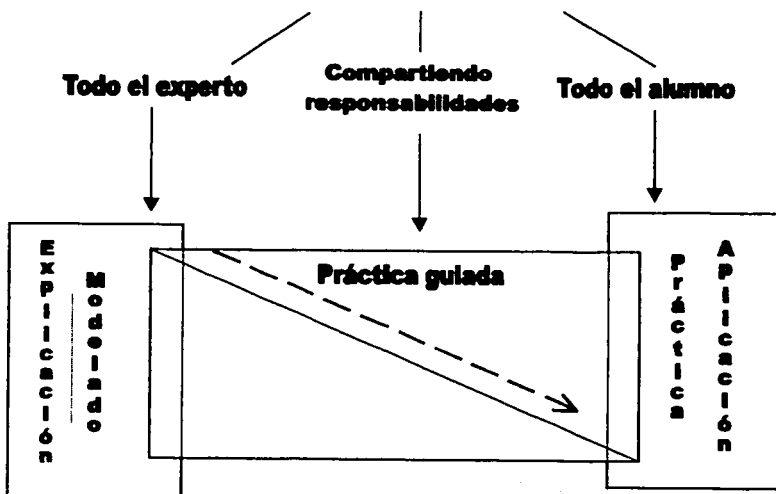 Todo el experto
Compartiendo
responsabilidades
Todo el alumno
Explicación
Modelado
Práctica guiada
Práctica
Aplicación